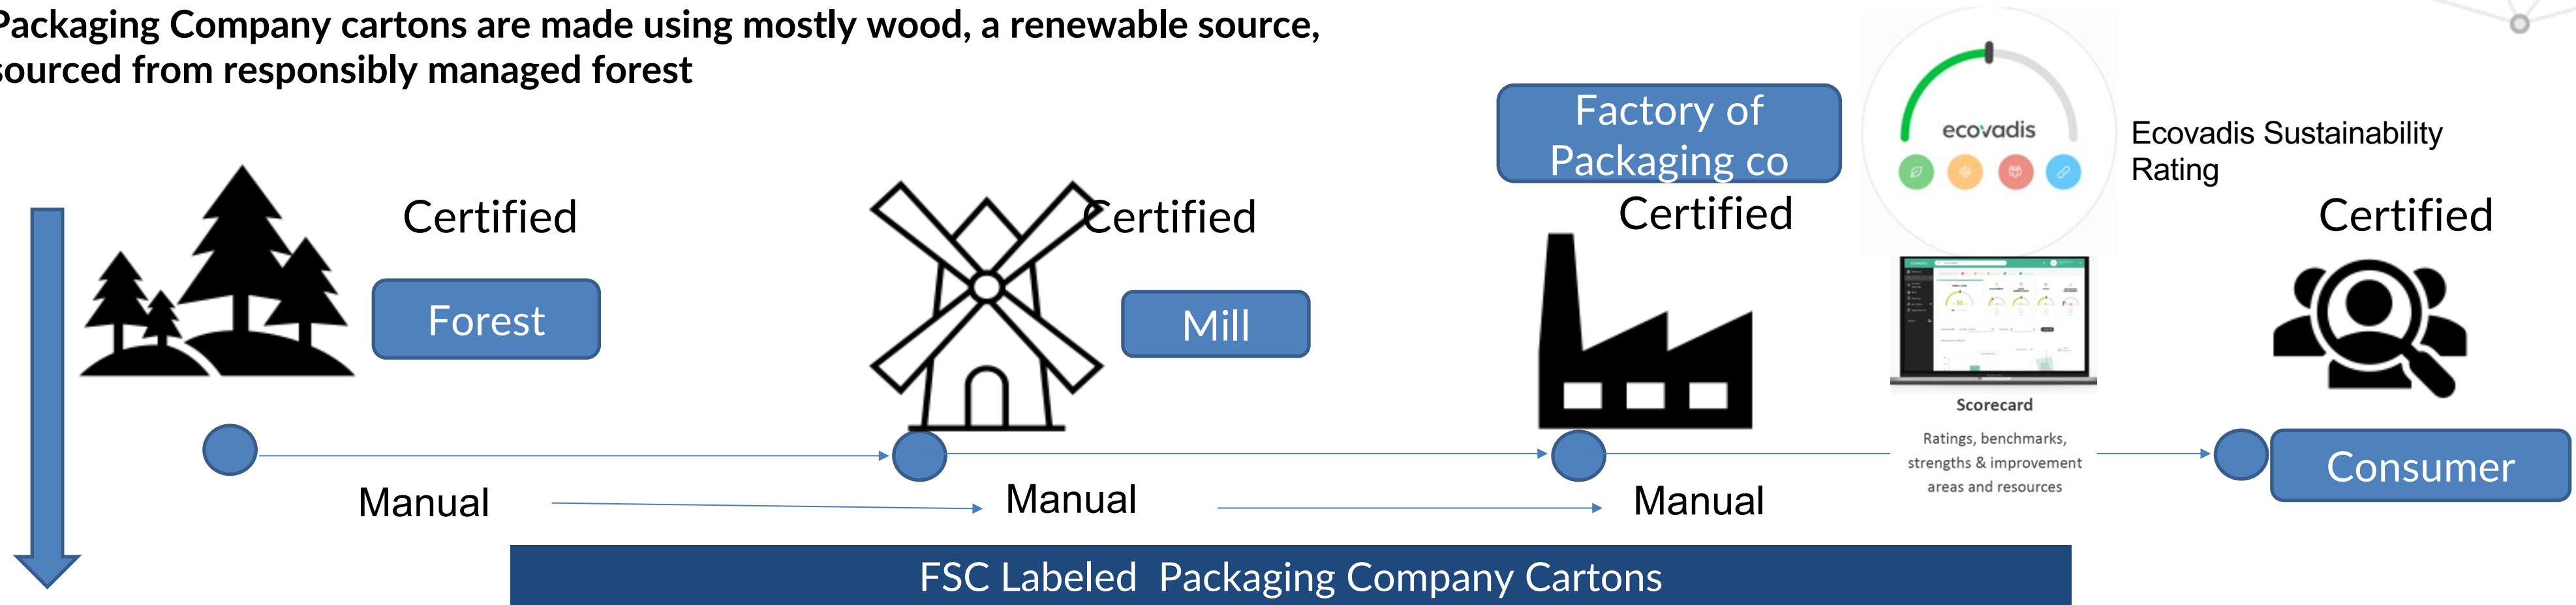 Packaging Company cartons are made using mostly wood, a renewable source,
sourced from responsibly managed forest
Factory of
Packaging co
ecovadis
Ecovadis Sustainability
Rating
Certified
Certified
Certified
Certified
Forest
Mill
Scorecard
Ratings, benchmarks,
strengths & improvement
areas and resources
Consumer
Manual
Manual
Manual
FSC Labeled Packaging Company Cartons